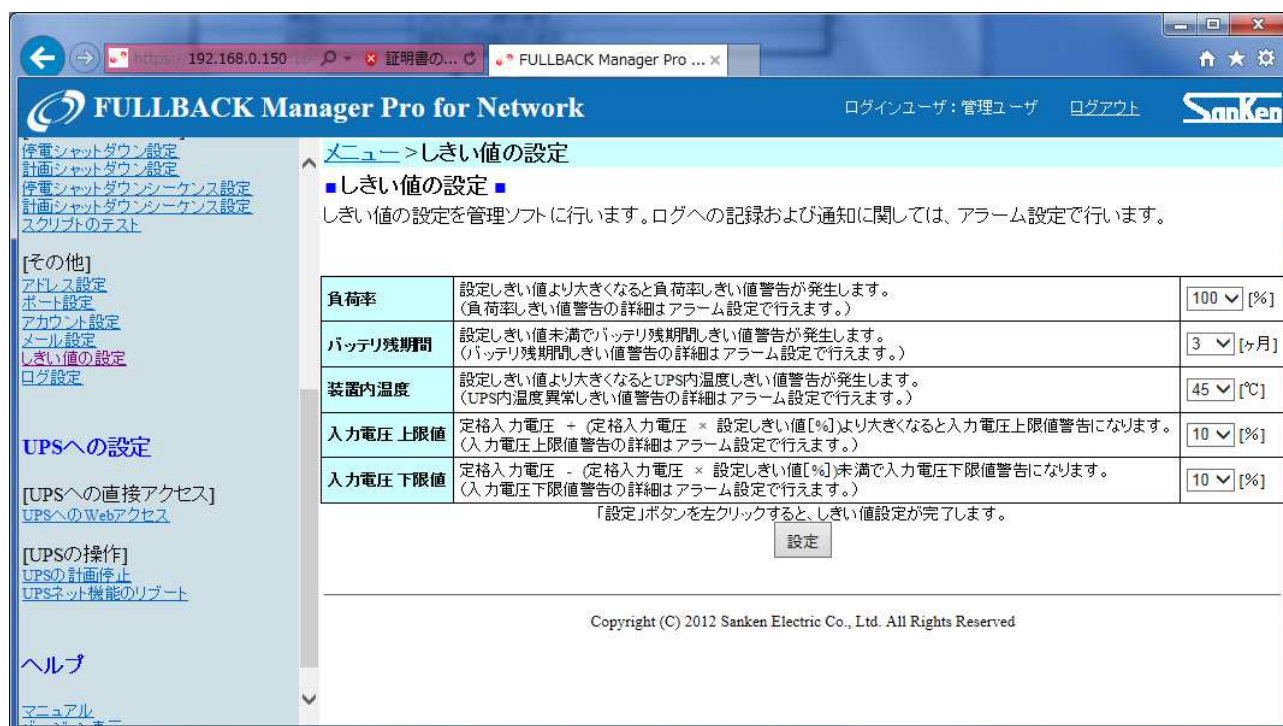 https://192.168.0.150
証明書の...
FULLBACK Manager Pro ...
FULLBACK Manager Pro for Network
ログインユーザ：管理ユーザ
ログアウト
SanKen
停電シャットダウン設定
計画シャットダウン設定
停電シャットダウンシーケンス設定
計画シャットダウンシーケンス設定
スクリプトのテスト
[その他]
アドレス設定
ポート設定
アカウント設定
メール設定
しきい値の設定
ログ設定
UPSへの設定
[UPSへの直接アクセス]
UPSへのWebアクセス
[UPSの操作]
UPSの計画停止
UPSネット機能のリブート
ヘルプ
マニュアル
メニュー>しきい値の設定
■しきい値の設定■
しきい値の設定を管理ソフトに行います。ログへの記録および通知に関しては、アラーム設定で行います。
負荷率
設定しきい値より大きくなると負荷率しきい値警告が発生します。
(負荷率しきい値警告の詳細はアラーム設定で行えます。)
100 [%]
バッテリ残期間
設定しきい値未満でバッテリ残期間しきい値警告が発生します。
(バッテリ残期間しきい値警告の詳細はアラーム設定で行えます。)
3 [ヶ月]
装置内温度
設定しきい値より大きくなるとUPS内温度しきい値警告が発生します。
(UPS内温度異常しきい値警告の詳細はアラーム設定で行えます。)
45 [℃]
入力電圧 上限値
定格入力電圧 + (定格入力電圧 × 設定しきい値[%])より大きくなると入力電圧上限値警告になります。
(入力電圧上限値警告の詳細はアラーム設定で行えます。)
10 [%]
入力電圧 下限値
定格入力電圧 - (定格入力電圧 × 設定しきい値[%])未満で入力電圧下限値警告になります。
(入力電圧下限値警告の詳細はアラーム設定で行えます。)
10 [%]
「設定」ボタンを左クリックすると、しきい値設定が完了します。
設定
Copyright (C) 2012 Sanken Electric Co., Ltd. All Rights Reserved